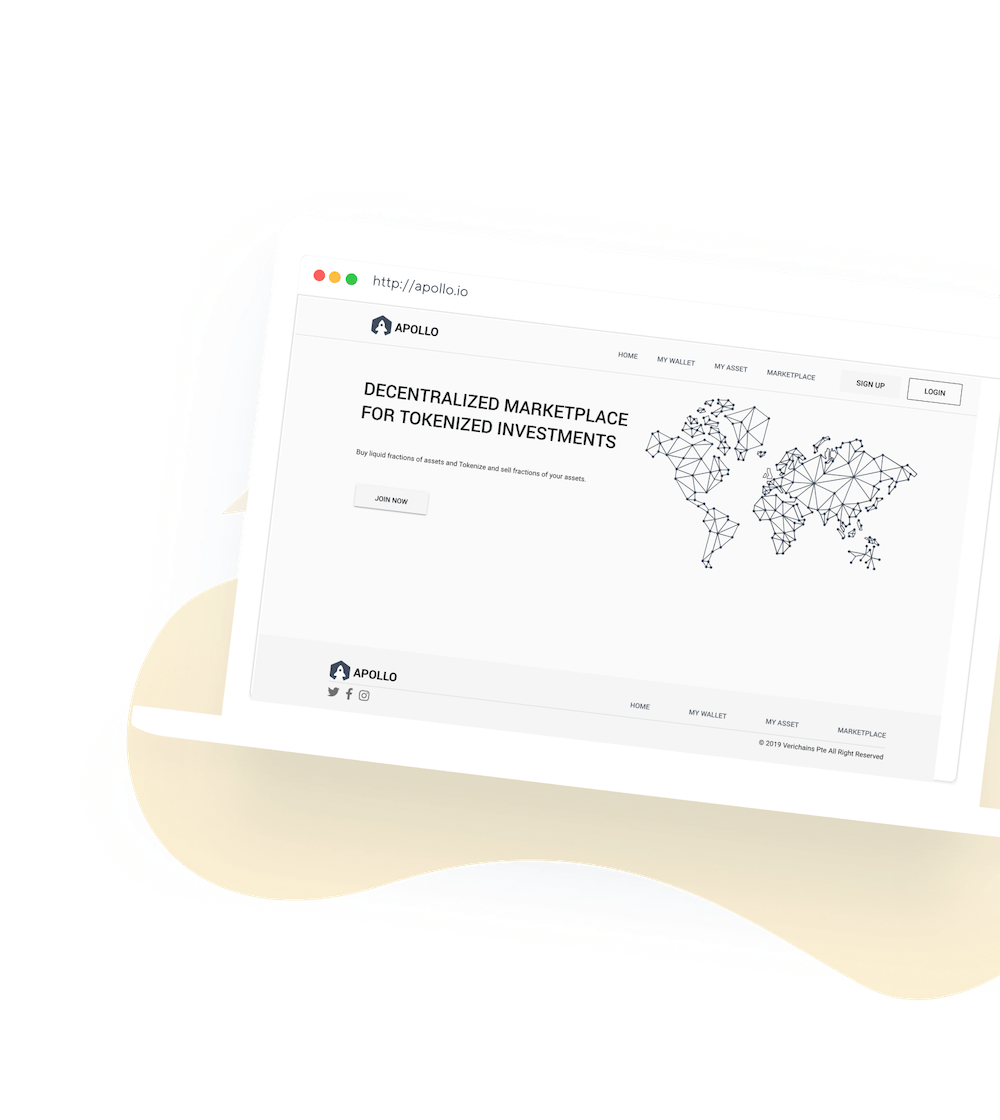 http://apollo.io
APOLLO
HOME
MY WALLET
MY ASSET
MARKETPLACE
SIGN UP
LOGIN
DECENTRALIZED MARKETPLACE
FOR TOKENIZED INVESTMENTS
Buy liquid fractions of assets and Tokenize and sell fractions of your assets.
JOIN NOW
APOLLO
HOME
MY WALLET
MY ASSET
MARKETPLACE
© 2019 Verichains Pte All Right Reserved